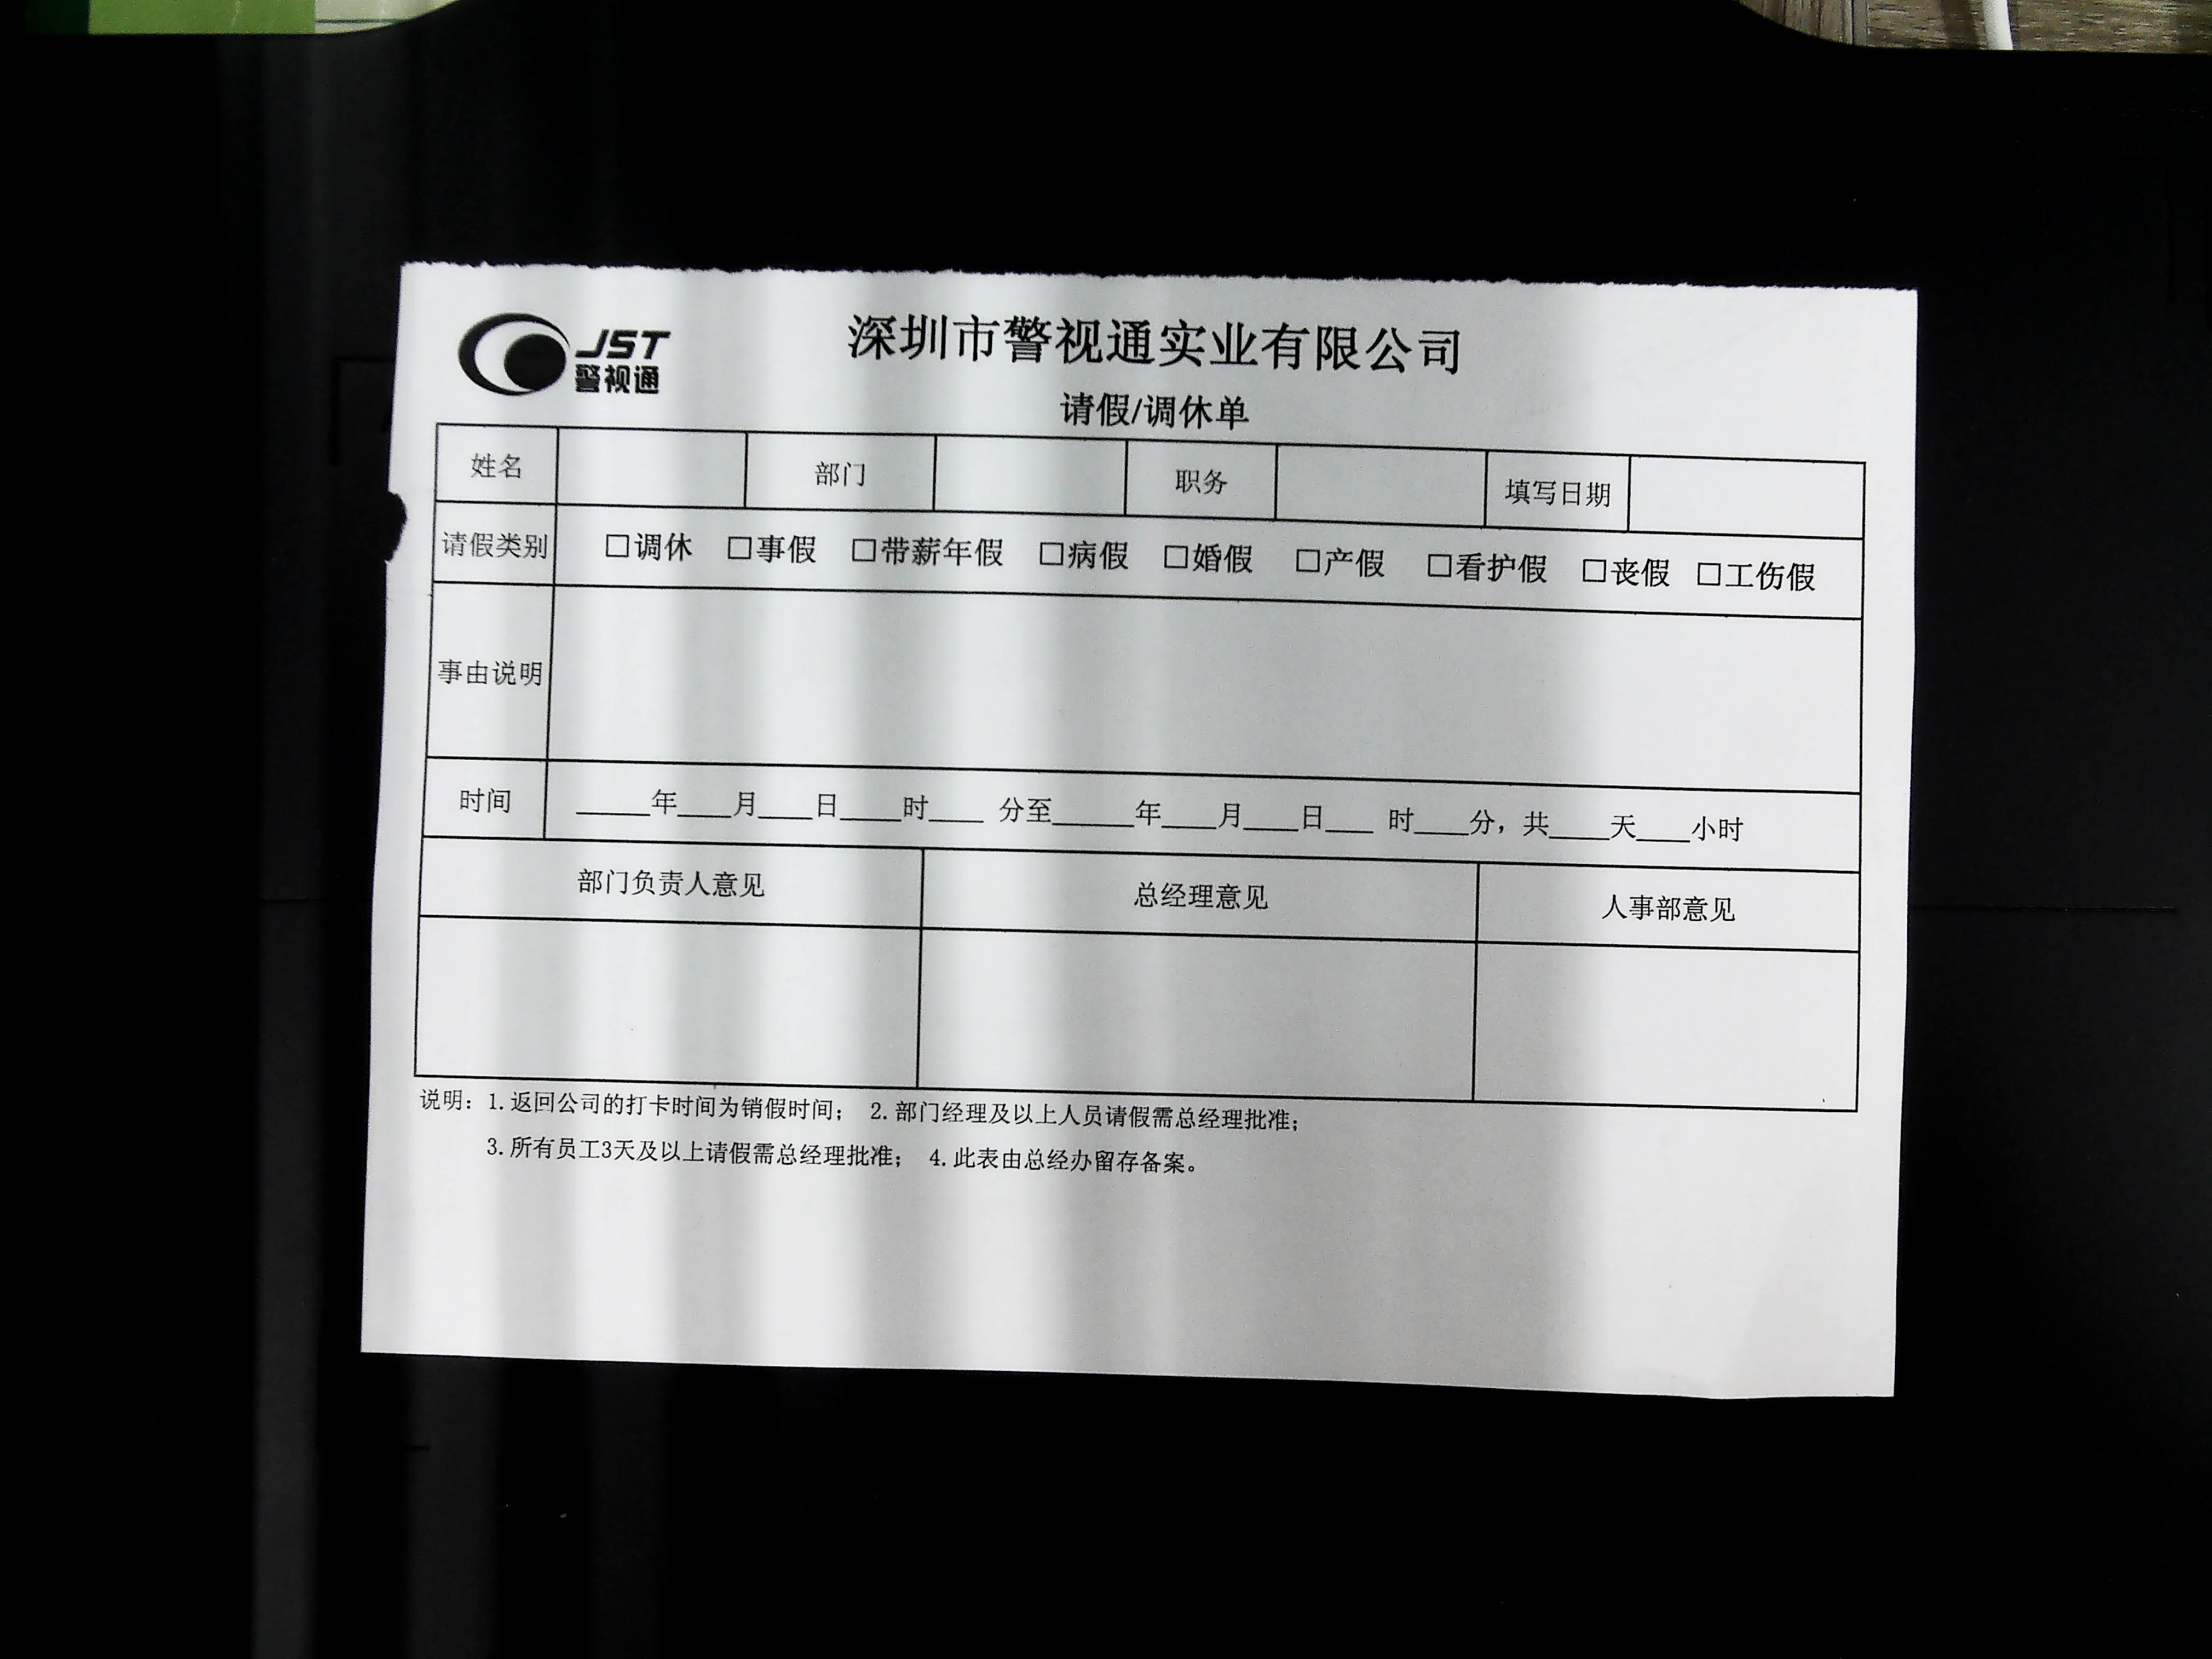 JST
警视通
深圳市警视通实业有限公司
请假/调休单
姓名 部门 职务 填写日期
请假类别 □调休 □事假 □带薪年假 □病假 □婚假 □产假 □看护假 □丧假 □工伤假
事由说明
时间 _____年____月____日____时____ 分至______年____月____日____ 时____分，共____天____小时
部门负责人意见 总经理意见 人事部意见
说明：1.返回公司的打卡时间为销假时间； 2.部门经理及以上人员请假需总经理批准；
3.所有员工3天及以上请假需总经理批准； 4.此表由总经办留存备案。